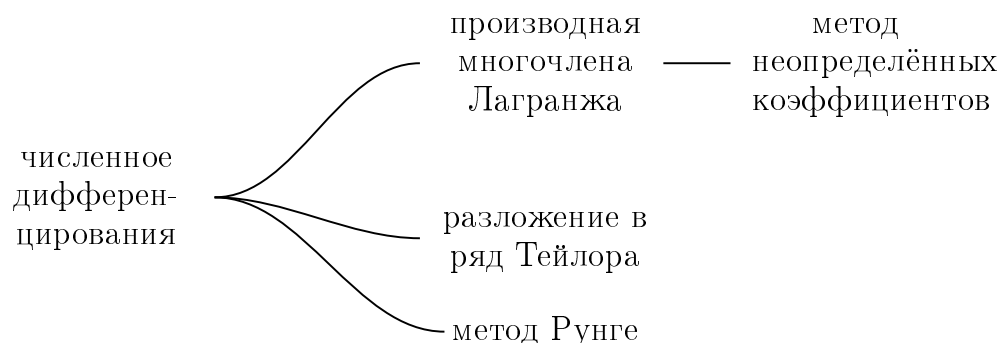 производная
многочлена
Лагранжа
метод
неопределённых
коэффициентов
численное
дифферен-
цирования
разложение в
ряд Тейлора
метод Рунге